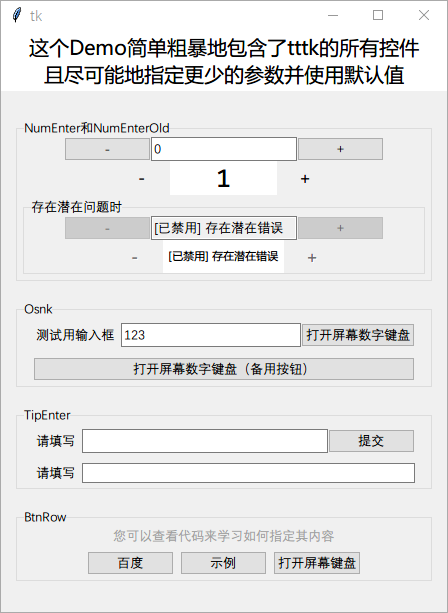 tk
这个Demo简单粗暴地包含了tttk的所有控件
且尽可能地指定更少的参数并使用默认值
NumEnter和NumEnterOld
- 0 +
- 1 +
存在潜在问题时
- [已禁用] 存在潜在错误 +
- [已禁用] 存在潜在错误 +
Osnk
测试用输入框 123 打开屏幕数字键盘
打开屏幕数字键盘（备用按钮）
TipEnter
请填写 提交
请填写
BtnRow
您可以查看代码来学习如何指定其内容
百度 示例 打开屏幕键盘